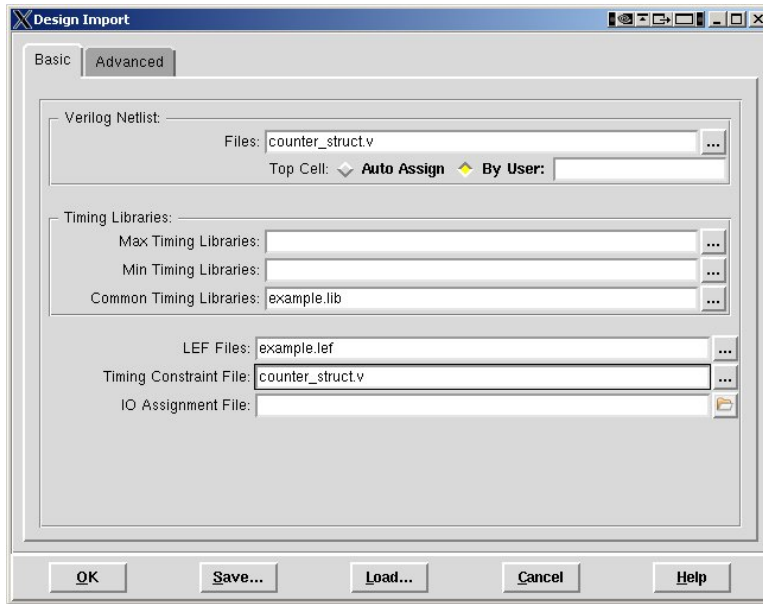 Design Import
Basic Advanced
Verilog Netlist:
Files: counter_struct.v ...
Top Cell: Auto Assign By User:
Timing Libraries:
Max Timing Libraries: ...
Min Timing Libraries: ...
Common Timing Libraries: example.lib ...
LEF Files: example.lef ...
Timing Constraint File: counter_struct.v ...
IO Assignment File:
OK Save... Load... Cancel Help